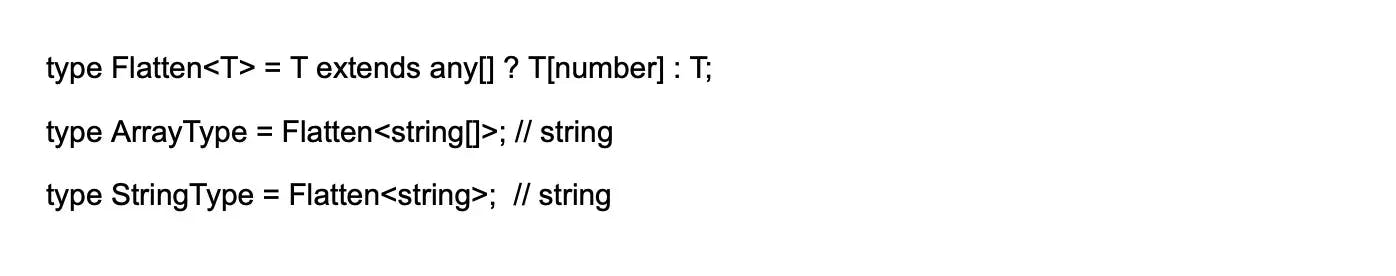 type Flatten<T> = T extends any[] ? T[number] : T;
type ArrayType = Flatten<string[]>; // string
type StringType = Flatten<string>;  // string